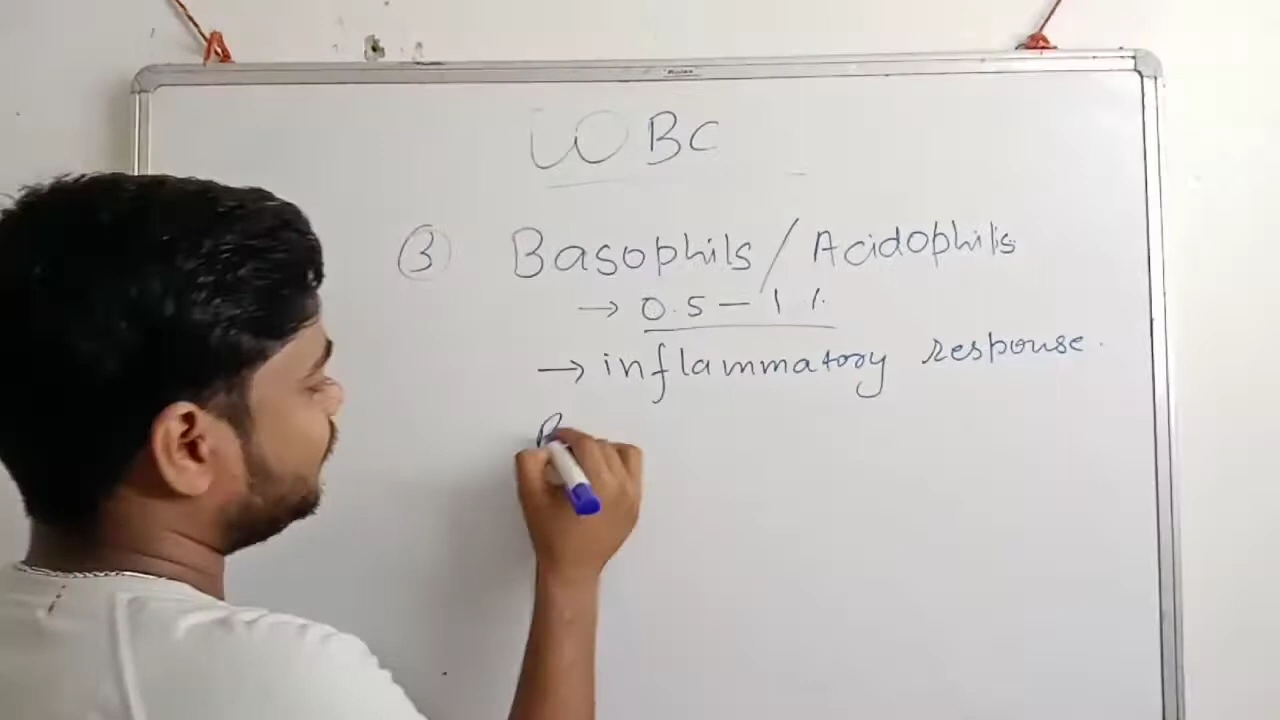 WBC
③ Basophils / Acidophils
→ 0.5 – 1 %
→ inflammatory response.